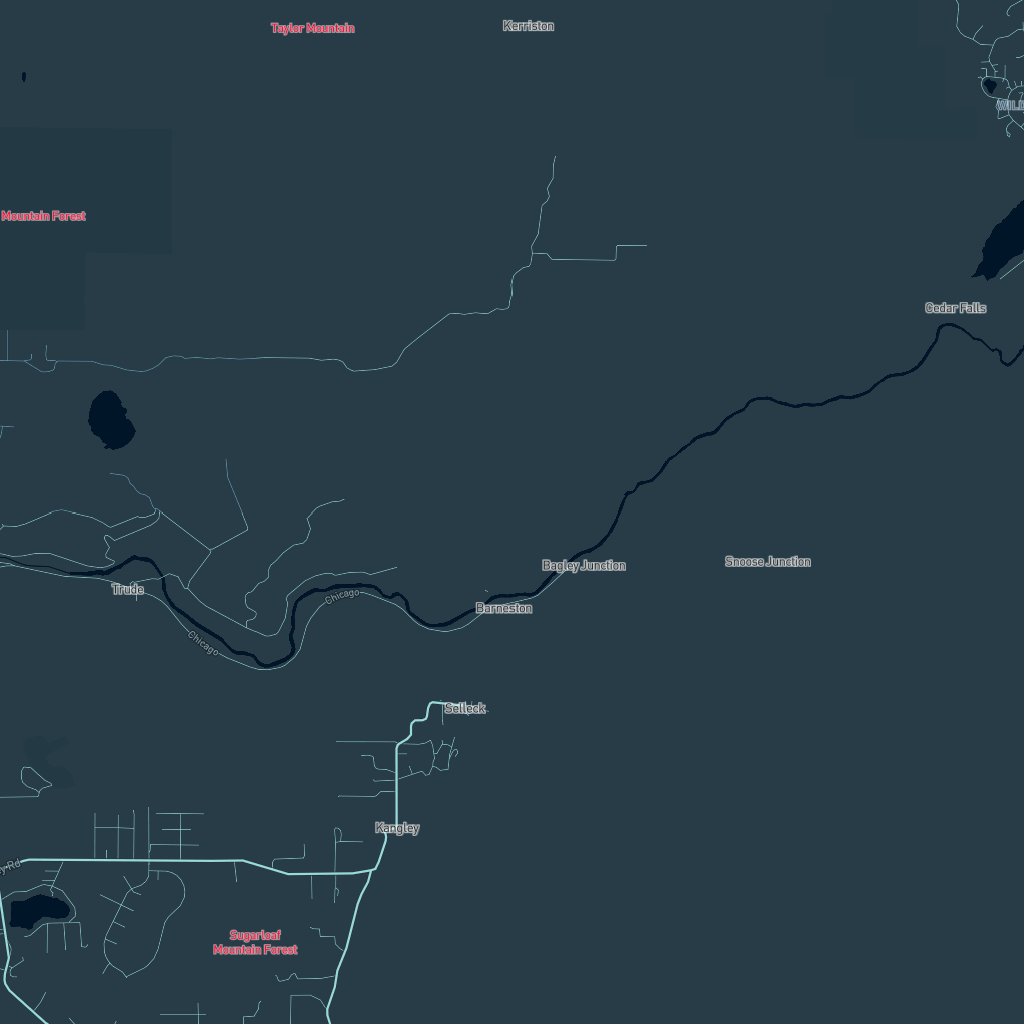 Taylor Mountain
Kerriston
Mountain Forest
Cedar Falls
Bagley Junction
Snoose Junction
Trude
Chicago
Barneston
Chicago
Selleck
Kangley
y Rd
Sugarloaf
Mountain Forest